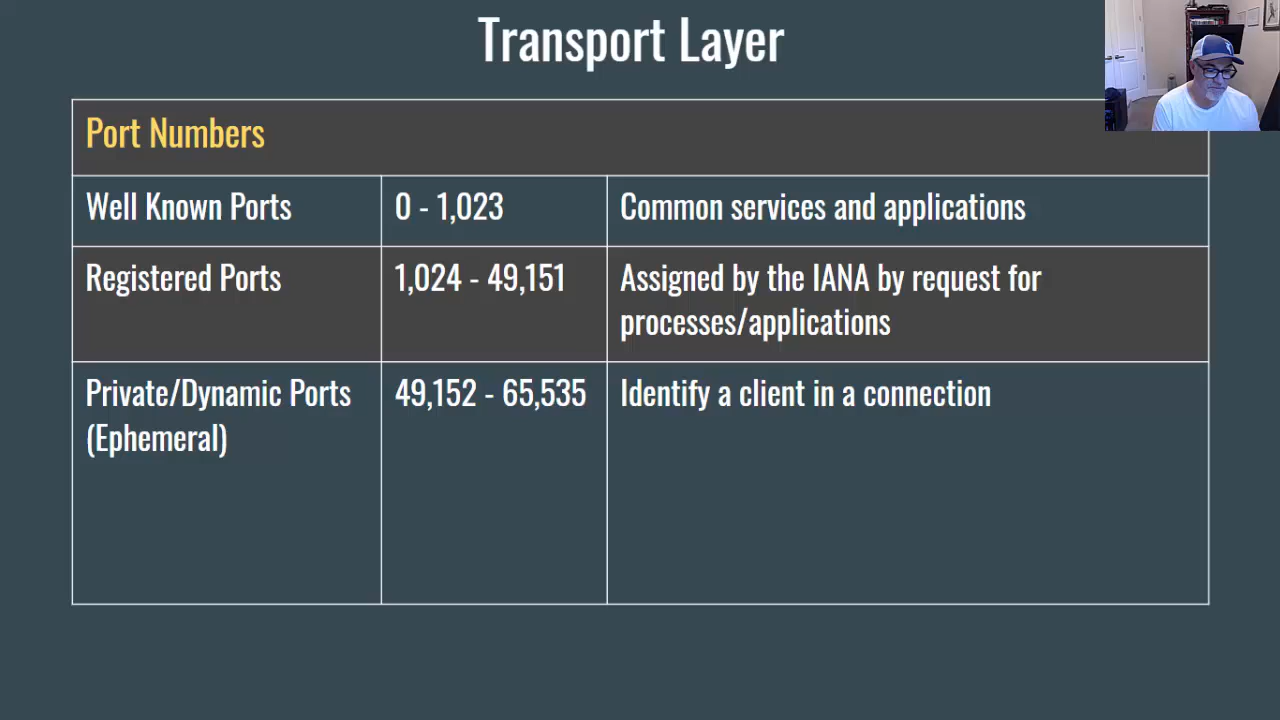 Transport Layer
Port Numbers
Well Known Ports
0 - 1,023
Common services and applications
Registered Ports
1,024 - 49,151
Assigned by the IANA by request for
processes/applications
Private/Dynamic Ports
(Ephemeral)
49,152 - 65,535
Identify a client in a connection